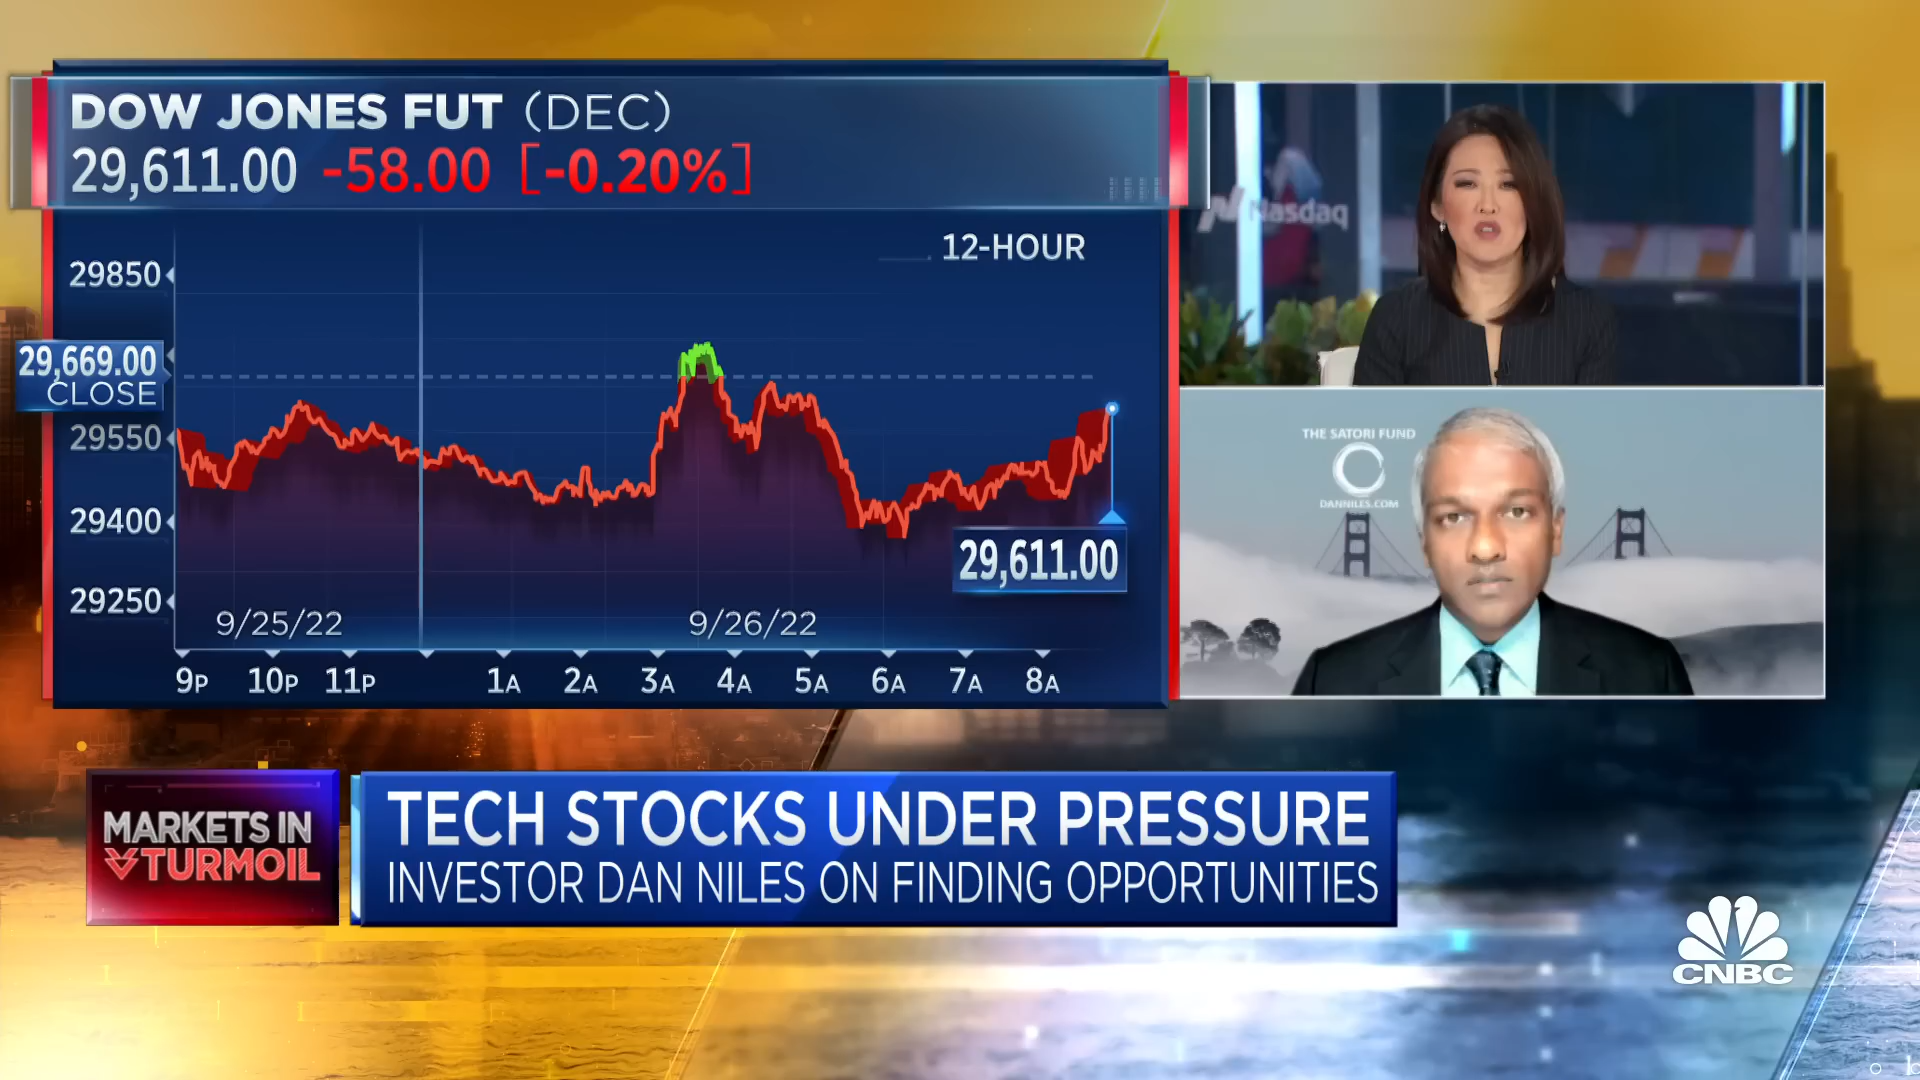 DOW JONES FUT (DEC)
29,611.00 -58.00 [-0.20%]
12-HOUR
29850
29,669.00
CLOSE
29550
29400
29250
29,611.00
9/25/22 9/26/22
9P 10P 11P 1A 2A 3A 4A 5A 6A 7A 8A
Nasdaq
THE SATORI FUND
DANNILES.COM
MARKETS IN
TURMOIL
TECH STOCKS UNDER PRESSURE
INVESTOR DAN NILES ON FINDING OPPORTUNITIES
CNBC